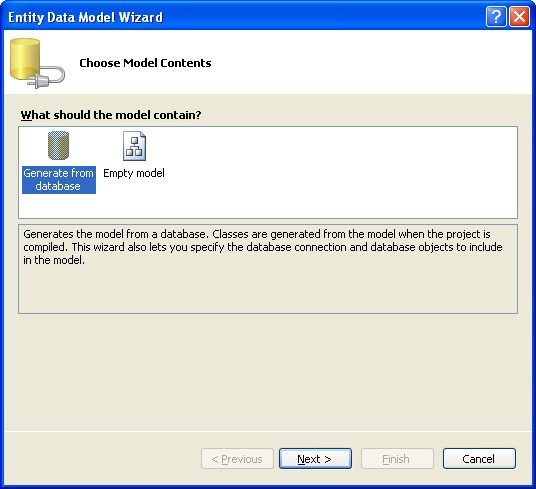 Entity Data Model Wizard
Choose Model Contents
What should the model contain?
Generate from
database
Empty model
Generates the model from a database. Classes are generated from the model when the project is
compiled. This wizard also lets you specify the database connection and database objects to include
in the model.
< Previous
Next >
Finish
Cancel